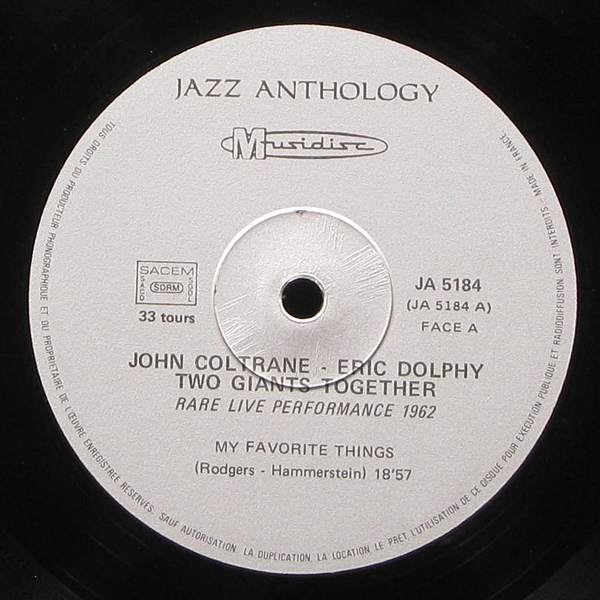 JAZZ ANTHOLOGY
Musidisc
SACEM
SACD
SDRM
SGDL
33 tours
JA 5184
(JA 5184 A)
FACE A
JOHN COLTRANE - ERIC DOLPHY
TWO GIANTS TOGETHER
RARE LIVE PERFORMANCE 1962
MY FAVORITE THINGS
(Rodgers - Hammerstein) 18'57
TOUS DROITS DU PRODUCTEUR PHONOGRAPHIQUE ET DU PROPRIETAIRE DE L'ŒUVRE ENREGISTREE RESERVES. SAUF AUTORISATION. LA DUPLICATION, LA LOCATION LE PRET, L'UTILISATION DE CE DISQUE POUR EXECUTION PUBLIQUE ET RADIODIFFUSION SONT INTERDITS - MADE IN FRANCE.